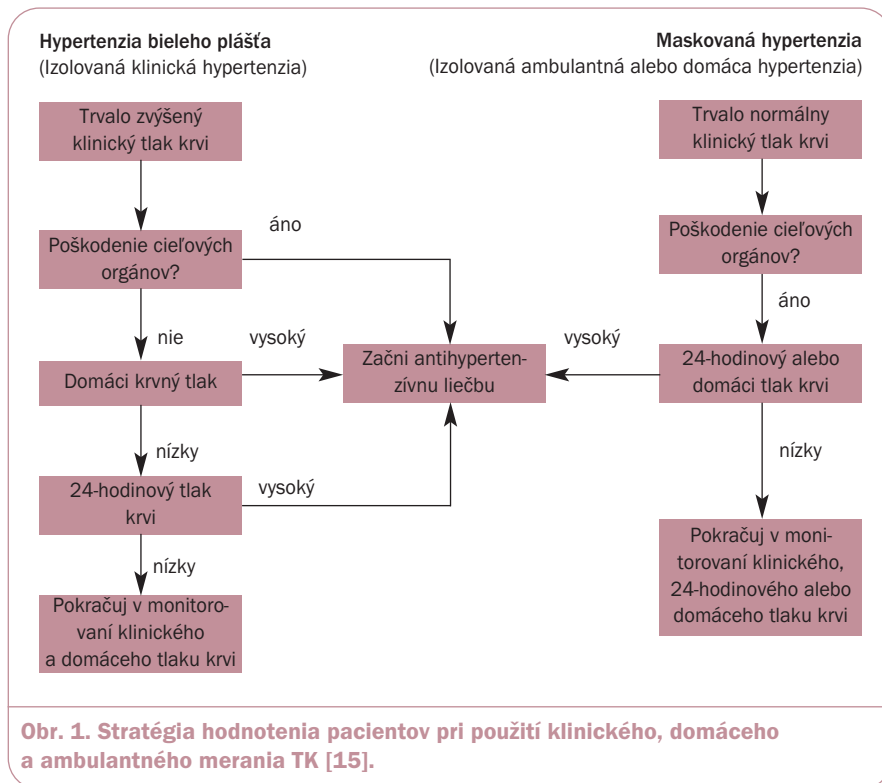 Hypertenzia bieleho plášťa
(Izolovaná klinická hypertenzia)
Trvalo zvýšený
klinický tlak krvi
áno
Poškodenie cieľových
orgánov?
nie
vysoký
Domáci krvný tlak
nízky
24-hodinový tlak
krvi
vysoký
nízky
Pokračuj v monitoro-
vaní klinického
a domáceho tlaku krvi
Začni antihyperten-
zívnu liečbu
Maskovaná hypertenzia
(Izolovaná ambulantná alebo domáca hypertenzia)
Trvalo normálny
klinický tlak krvi
Poškodenie cieľových
orgánov?
áno
vysoký
24-hodinový alebo
domáci tlak krvi
nízky
Pokračuj v moni-
torovaní klinického,
24-hodinového alebo
domáceho tlaku krvi
Obr. 1. Stratégia hodnotenia pacientov pri použití klinického, domáceho
a ambulantného merania TK [15].